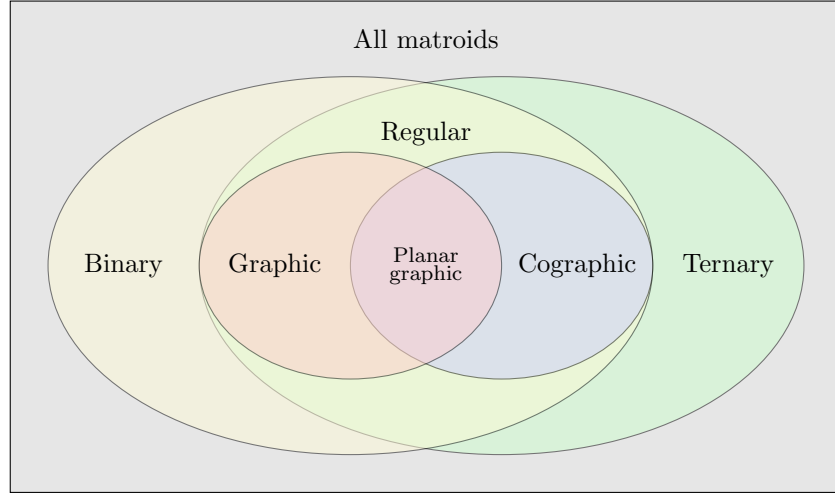 All matroids
Regular
Binary
Graphic
Planar
graphic
Cographic
Ternary